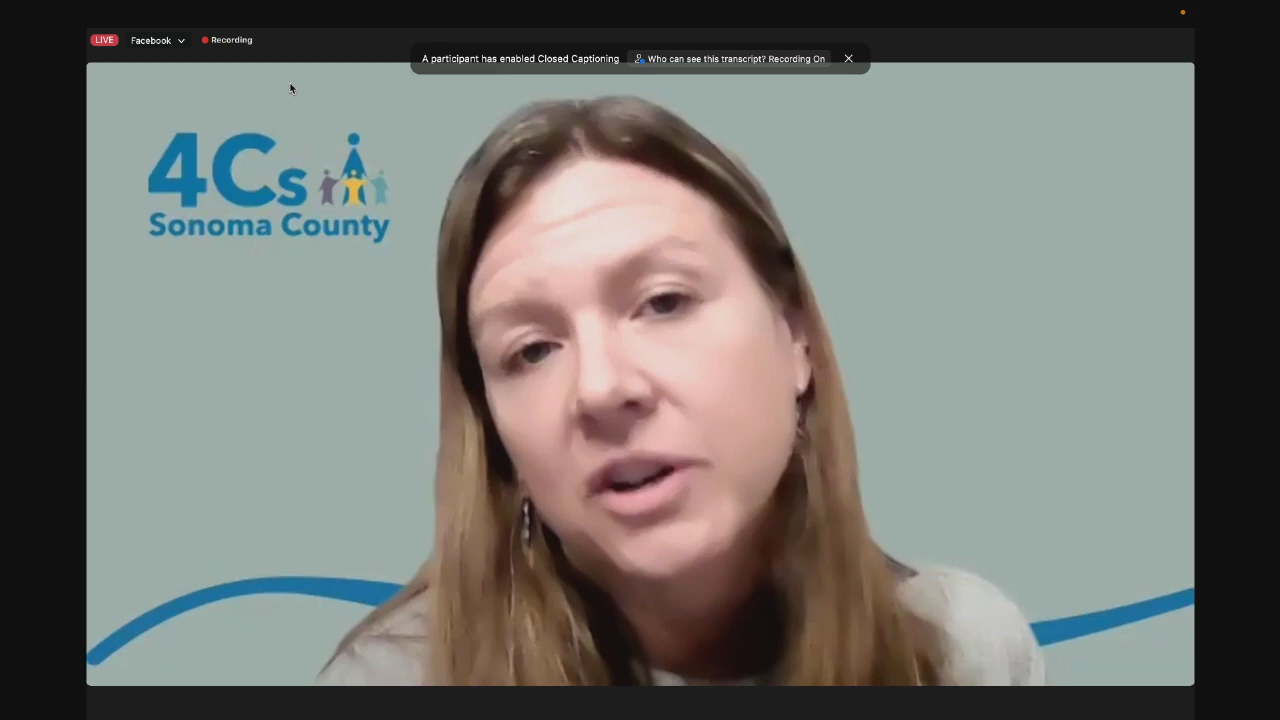 LIVE Facebook Recording
A participant has enabled Closed Captioning Who can see this transcript? Recording On
4Cs
Sonoma County